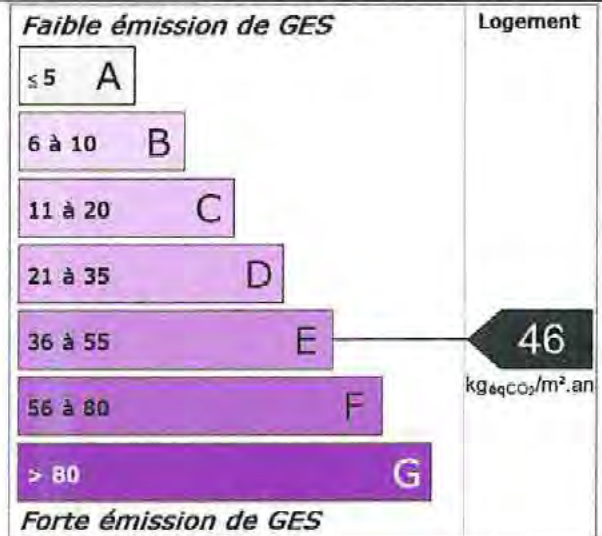 Faible émission de GES
Logement
≤ 5 A
6 à 10 B
11 à 20 C
21 à 35 D
36 à 55 E
46
kgéqCO₂/m².an
56 à 80 F
> 80 G
Forte émission de GES